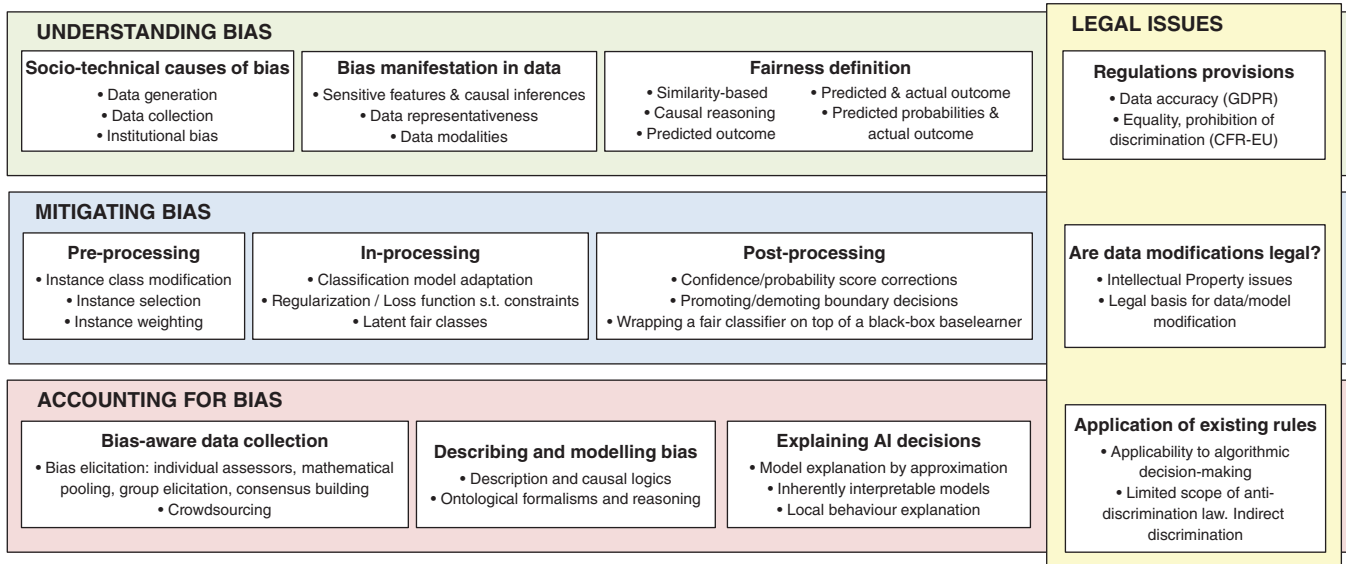 UNDERSTANDING BIAS
Socio-technical causes of bias
• Data generation
• Data collection
• Institutional bias
Bias manifestation in data
• Sensitive features & causal inferences
• Data representativeness
• Data modalities
Fairness definition
• Similarity-based
• Causal reasoning
• Predicted outcome
• Predicted & actual outcome
• Predicted probabilities &
actual outcome
MITIGATING BIAS
Pre-processing
• Instance class modification
• Instance selection
• Instance weighting
In-processing
• Classification model adaptation
• Regularization / Loss function s.t. constraints
• Latent fair classes
Post-processing
• Confidence/probability score corrections
• Promoting/demoting boundary decisions
• Wrapping a fair classifier on top of a black-box baselearner
ACCOUNTING FOR BIAS
Bias-aware data collection
• Bias elicitation: individual assessors, mathematical
pooling, group elicitation, consensus building
• Crowdsourcing
Describing and modelling bias
• Description and causal logics
• Ontological formalisms and reasoning
Explaining AI decisions
• Model explanation by approximation
• Inherently interpretable models
• Local behaviour explanation
LEGAL ISSUES
Regulations provisions
• Data accuracy (GDPR)
• Equality, prohibition of
discrimination (CFR-EU)
Are data modifications legal?
• Intellectual Property issues
• Legal basis for data/model
modification
Application of existing rules
• Applicability to algorithmic
decision-making
• Limited scope of anti-
discrimination law. Indirect
discrimination